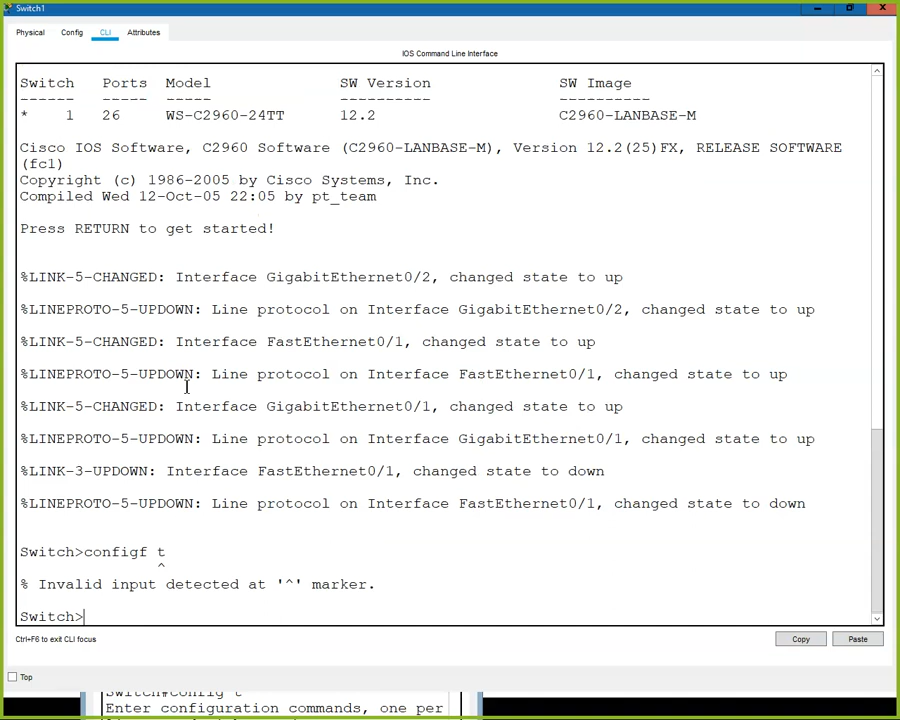 Switch1
Physical Config CLI Attributes
IOS Command Line Interface
Switch Ports Model SW Version SW Image
------ ----- ----- ---------- ----------
* 1 26 WS-C2960-24TT 12.2 C2960-LANBASE-M
Cisco IOS Software, C2960 Software (C2960-LANBASE-M), Version 12.2(25)FX, RELEASE SOFTWARE
(fc1)
Copyright (c) 1986-2005 by Cisco Systems, Inc.
Compiled Wed 12-Oct-05 22:05 by pt_team
Press RETURN to get started!
%LINK-5-CHANGED: Interface GigabitEthernet0/2, changed state to up
%LINEPROTO-5-UPDOWN: Line protocol on Interface GigabitEthernet0/2, changed state to up
%LINK-5-CHANGED: Interface FastEthernet0/1, changed state to up
%LINEPROTO-5-UPDOWN: Line protocol on Interface FastEthernet0/1, changed state to up
%LINK-5-CHANGED: Interface GigabitEthernet0/1, changed state to up
%LINEPROTO-5-UPDOWN: Line protocol on Interface GigabitEthernet0/1, changed state to up
%LINK-3-UPDOWN: Interface FastEthernet0/1, changed state to down
%LINEPROTO-5-UPDOWN: Line protocol on Interface FastEthernet0/1, changed state to down
Switch>configf t
^
% Invalid input detected at '^' marker.
Switch>
Ctrl+F6 to exit CLI focus
Copy Paste
Top
Switch#config t
Enter configuration commands, one per